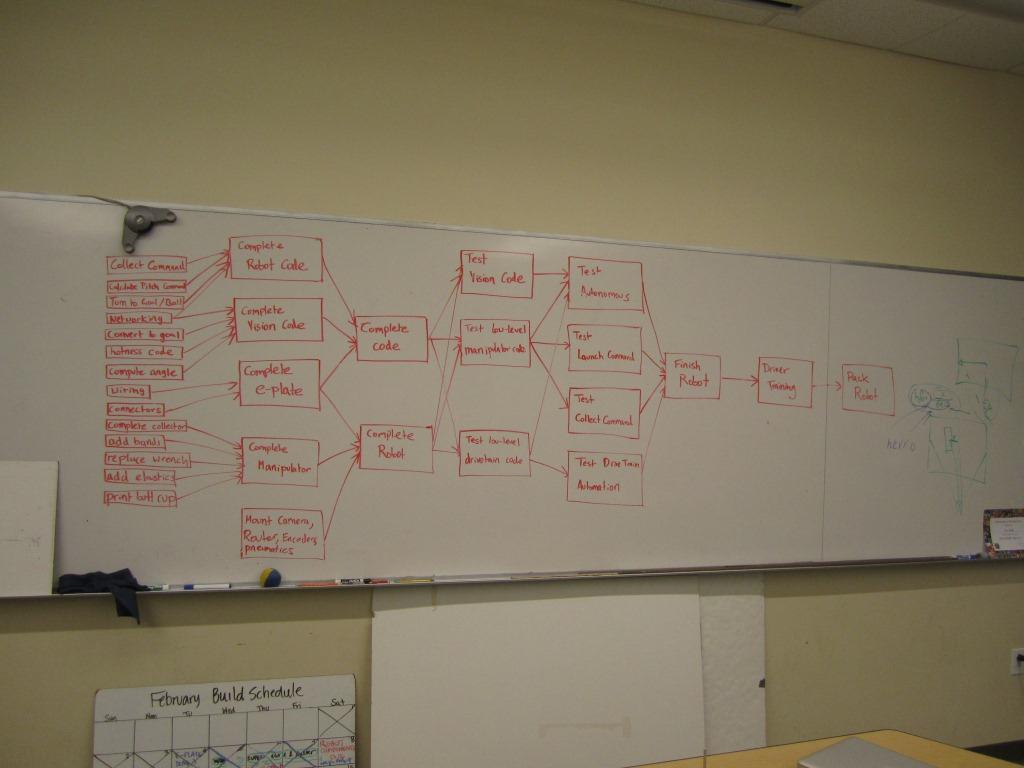 Collect Command
Calculate Pitch Command
Turn to Goal/Ball
Networking
Convert to goal
hotness code
Compute angle
Wiring
Connectors
Complete collector
add bands
replace wrench
add elastics
print ball cup
Complete
Robot Code
Complete
Vision Code
Complete
e-plate
Complete
Manipulator
Mount Camera,
Router, Encoders
pneumatics
Complete
code
Complete
Robot
Test
Vision Code
Test low-level
manipulator code
Test low-level
drivetrain code
Test
Autonomous
Test
Launch Command
Test
Collect Command
Test Drive Train
Automation
Finish
Robot
Driver
Training
Pack
Robot
hello
February Build Schedule
Sun Mon Tu Wed Thu Fri Sat